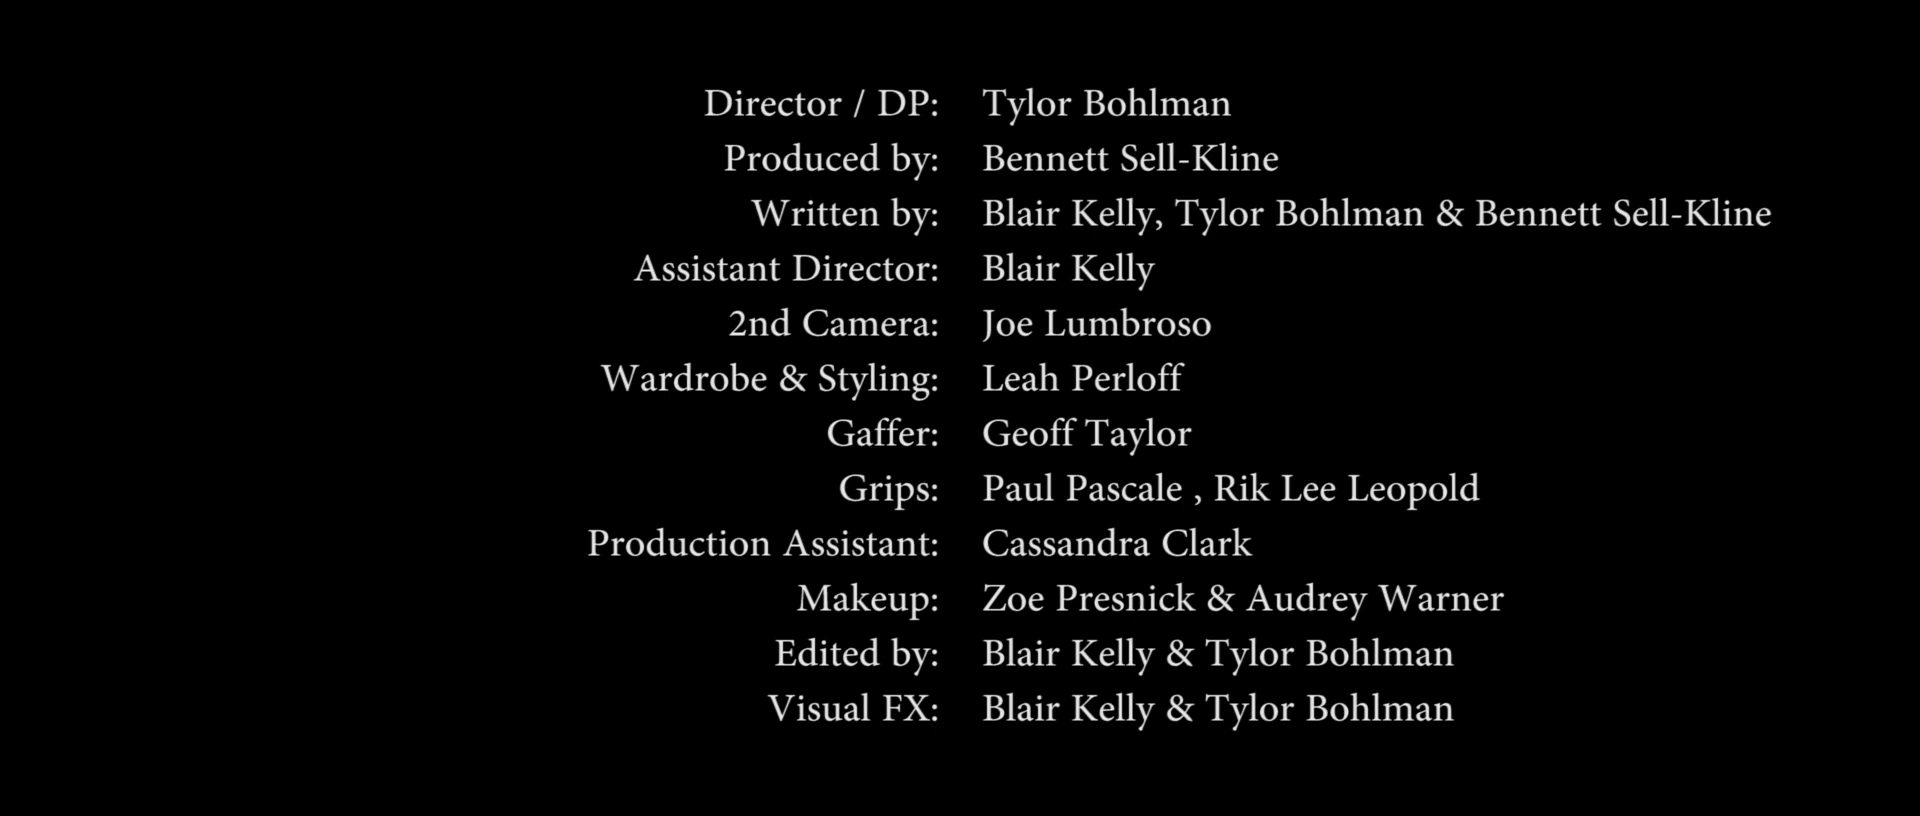 Director / DP: Tylor Bohlman
Produced by: Bennett Sell-Kline
Written by: Blair Kelly, Tylor Bohlman & Bennett Sell-Kline
Assistant Director: Blair Kelly
2nd Camera: Joe Lumbroso
Wardrobe & Styling: Leah Perloff
Gaffer: Geoff Taylor
Grips: Paul Pascale , Rik Lee Leopold
Production Assistant: Cassandra Clark
Makeup: Zoe Presnick & Audrey Warner
Edited by: Blair Kelly & Tylor Bohlman
Visual FX: Blair Kelly & Tylor Bohlman